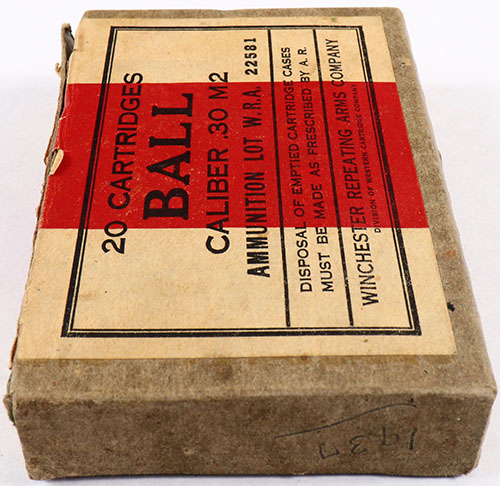 20 CARTRIDGES
BALL
CALIBER .30 M2
AMMUNITION LOT W.R.A. 22581
DISPOSAL OF EMPTIED CARTRIDGE CASES
MUST BE MADE AS PRESCRIBED BY A. R.
WINCHESTER REPEATING ARMS COMPANY
DIVISION OF WESTERN CARTRIDGE COMPANY
1937